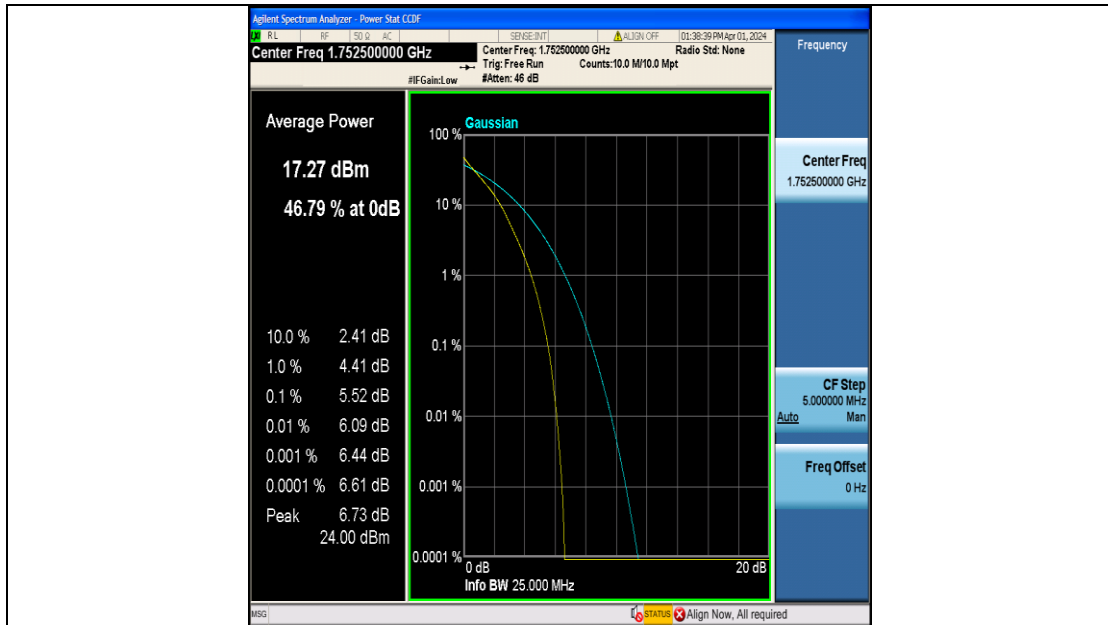 Agilent Spectrum Analyzer - Power Stat CCDF
RL RF 50 Ω AC SENSE:INT ALIGN OFF 01:38:39 PM Apr 01, 2024
Center Freq 1.752500000 GHz
Center Freq: 1.752500000 GHz Radio Std: None
Trig: Free Run Counts:10.0 M/10.0 Mpt
#IFGain:Low #Atten: 46 dB
Frequency
Average Power
17.27 dBm
46.79 % at 0dB
10.0 % 2.41 dB
1.0 % 4.41 dB
0.1 % 5.52 dB
0.01 % 6.09 dB
0.001 % 6.44 dB
0.0001 % 6.61 dB
Peak 6.73 dB
24.00 dBm
Gaussian
100 %
10 %
1 %
0.1 %
0.01 %
0.001 %
0.0001 %
0 dB 20 dB
Info BW 25.000 MHz
Center Freq
1.752500000 GHz
CF Step
5.000000 MHz
Auto Man
Freq Offset
0 Hz
MSG STATUS Align Now, All required